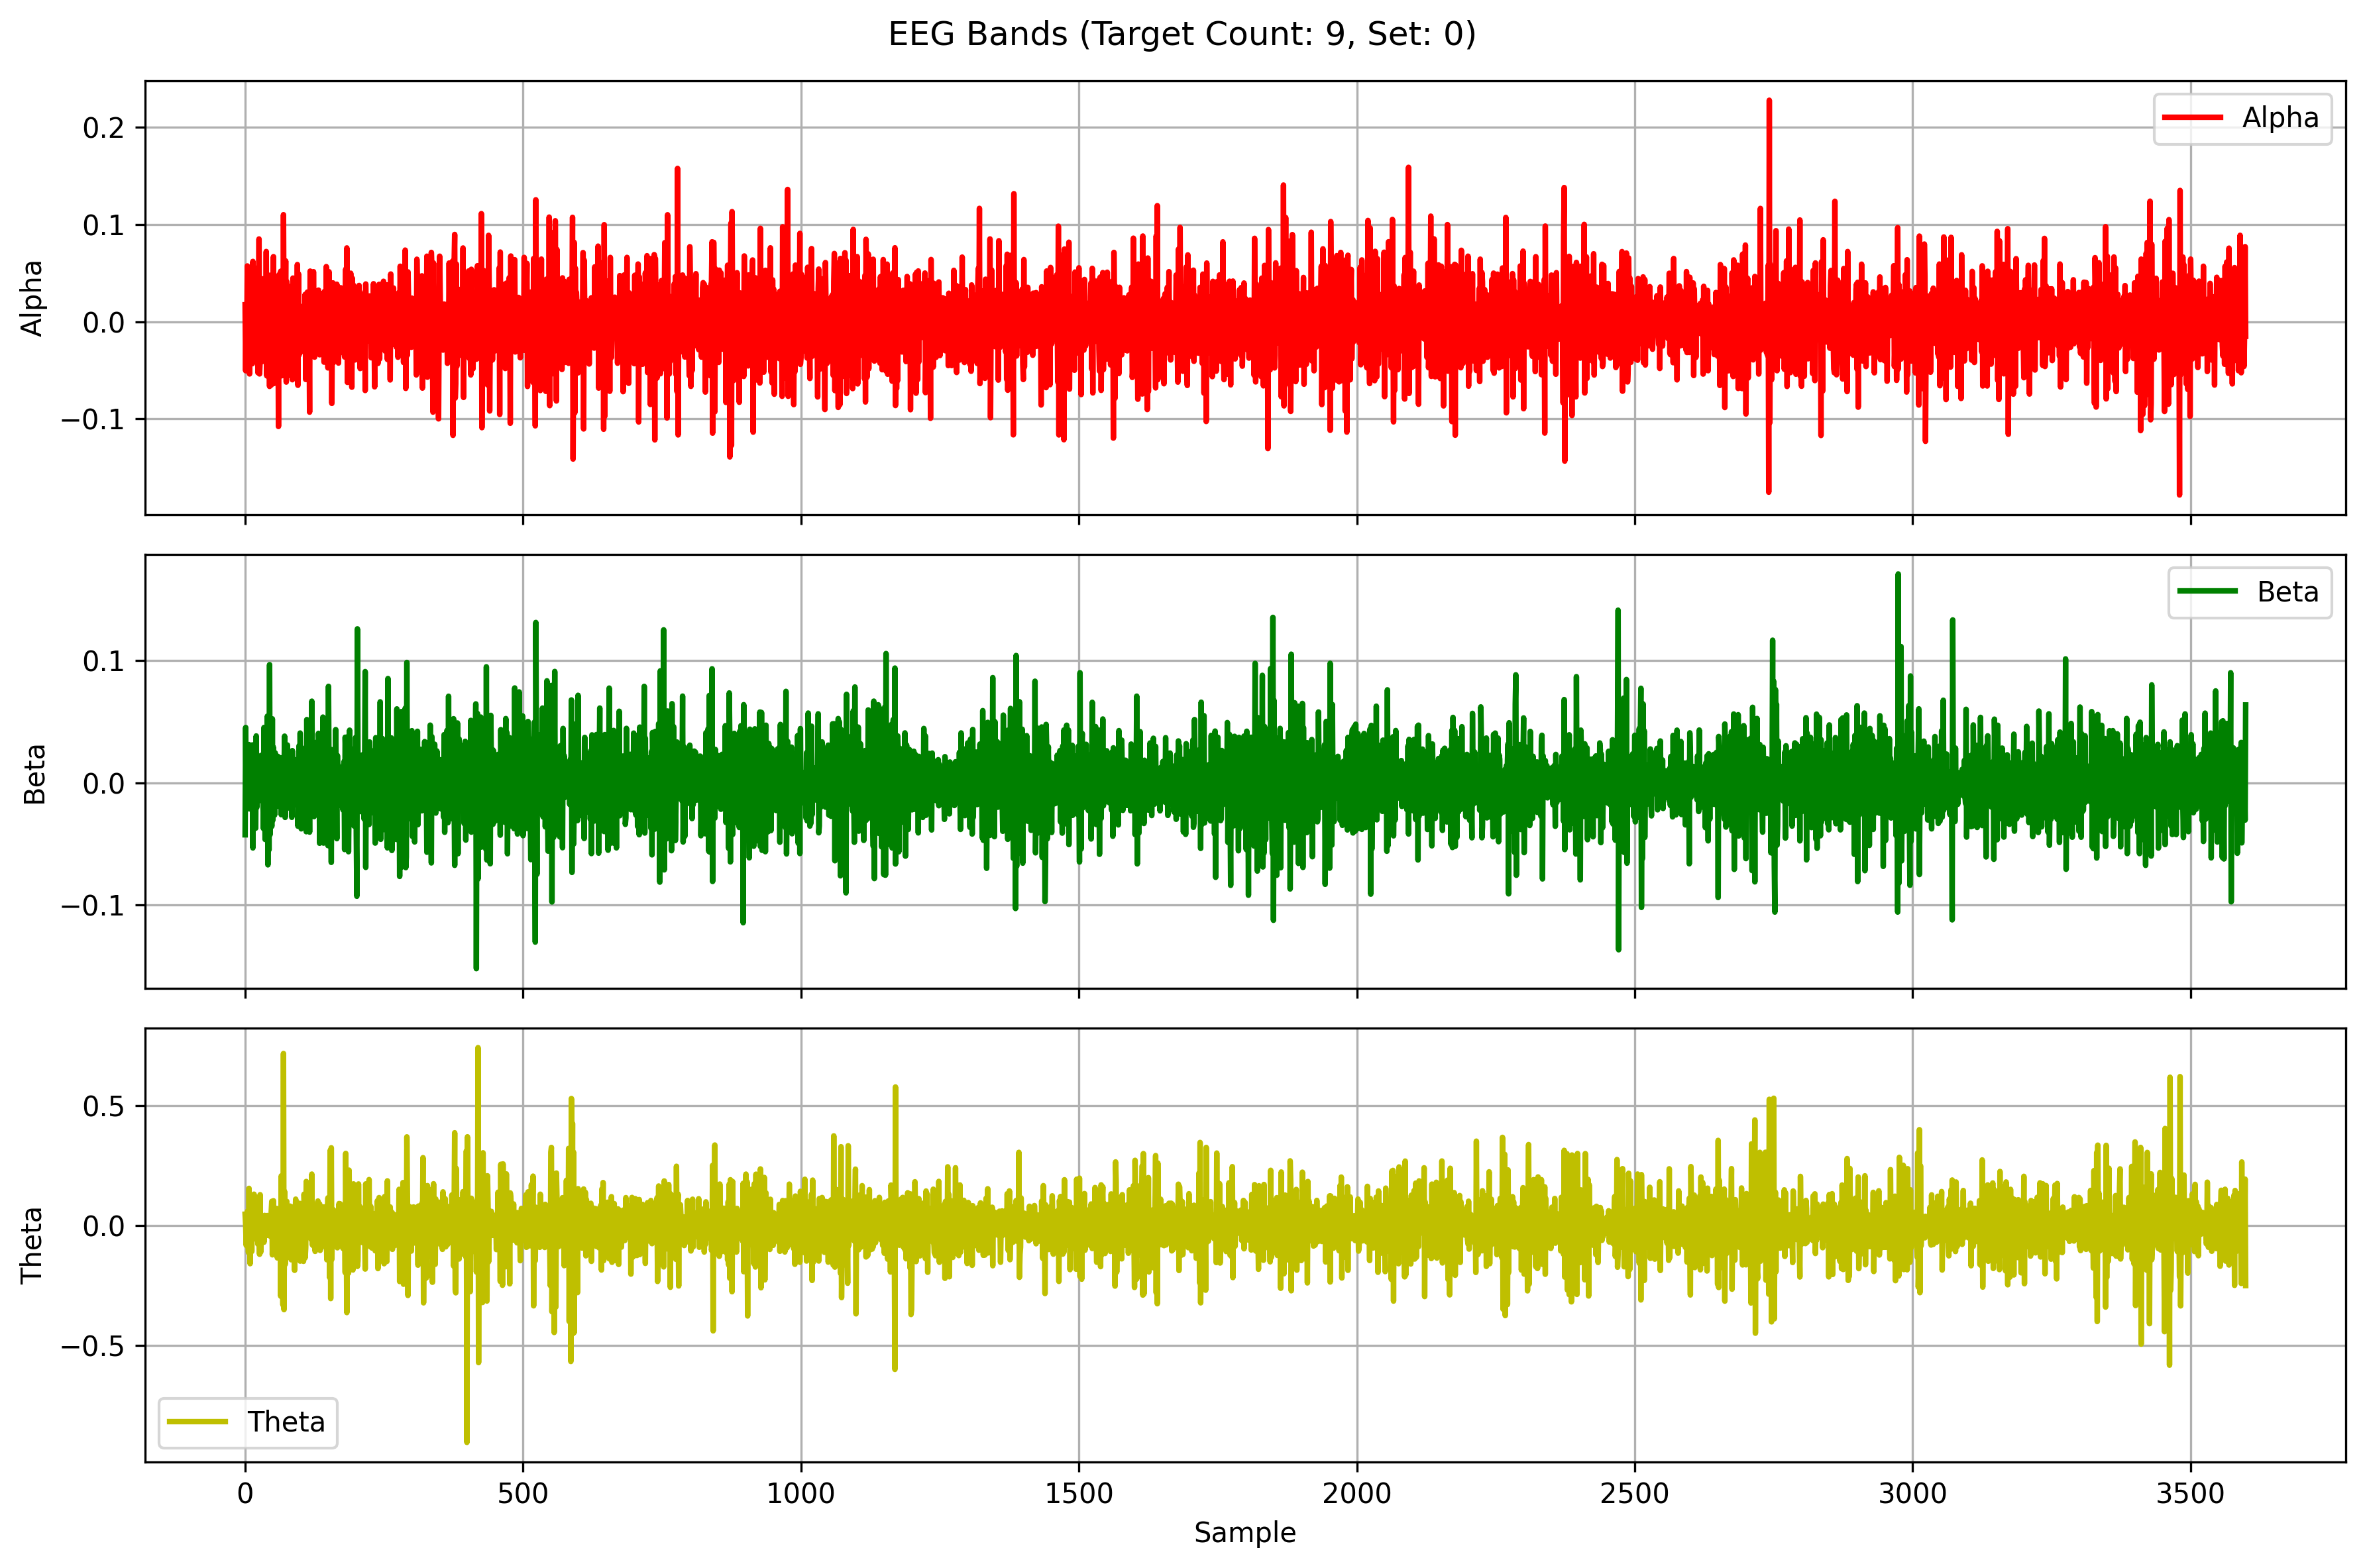 EEG Bands (Target Count: 9, Set: 0)
0.2
0.1
0.0
−0.1
Alpha
Alpha
0.1
0.0
−0.1
Beta
Beta
0.5
0.0
−0.5
Theta
Theta
0 500 1000 1500 2000 2500 3000 3500
Sample